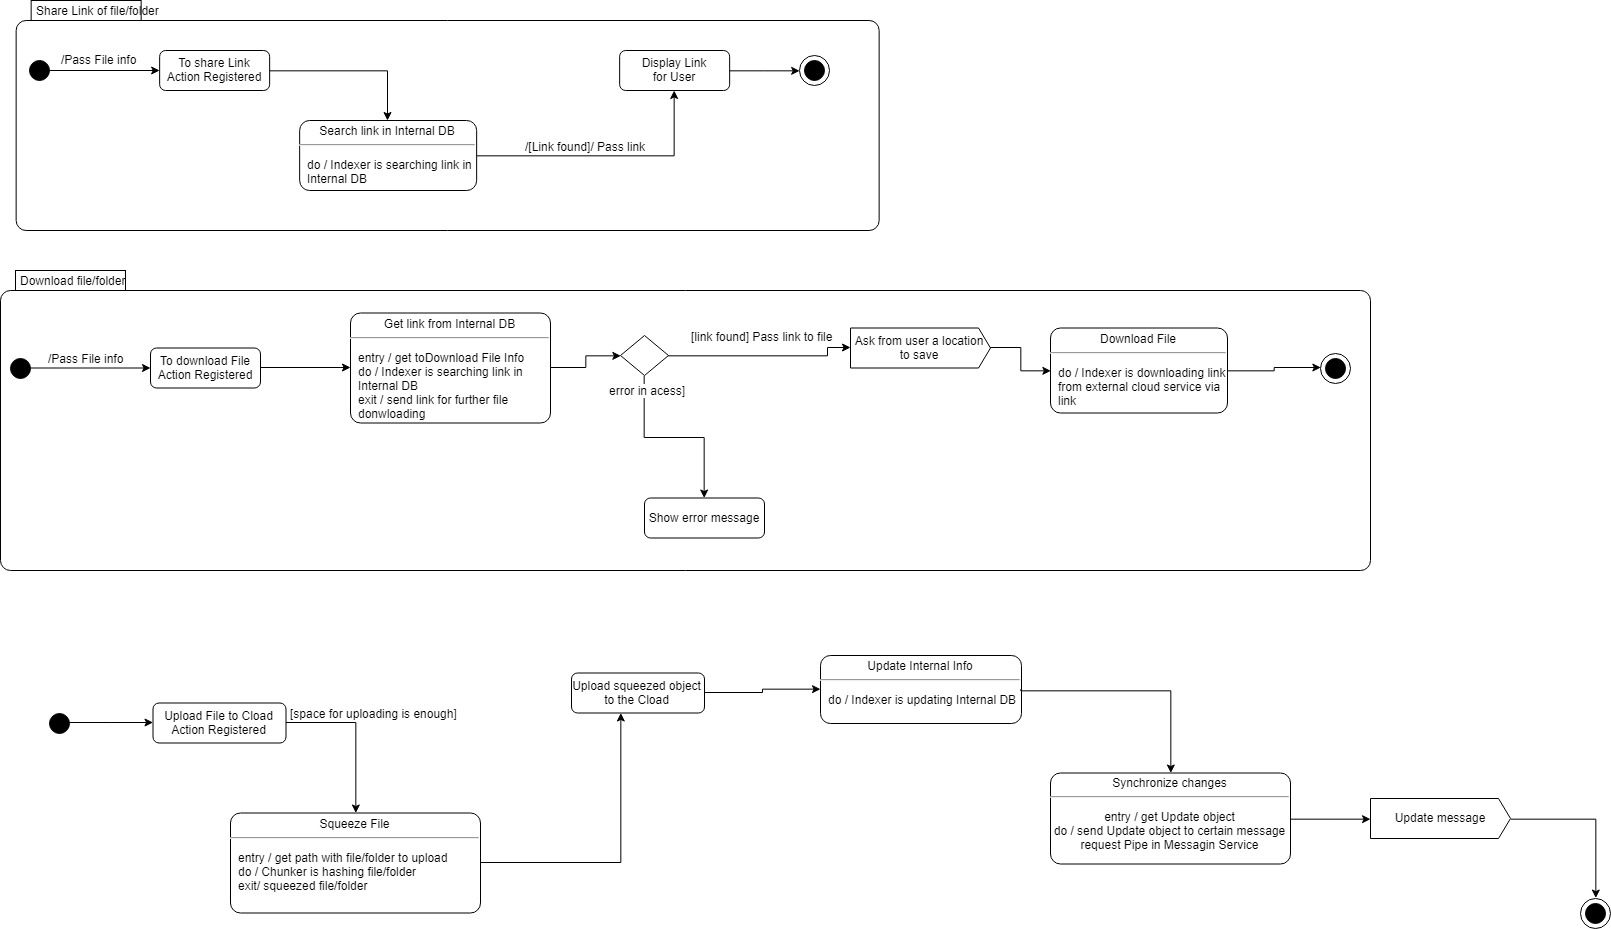 Share Link of file/folder
/Pass File info
To share Link
Action Registered
Display Link
for User
Search link in Internal DB
do / Indexer is searching link in
Internal DB
/[Link found]/ Pass link
Download file/folder
/Pass File info
To download File
Action Registered
Get link from Internal DB
entry / get toDownload File Info
do / Indexer is searching link in
Internal DB
exit / send link for further file
donwloading
[link found] Pass link to file
error in acess]
Ask from user a location
to save
Download File
do / Indexer is downloading link
from external cloud service via
link
Show error message
Upload File to Cload
Action Registered
[space for uploading is enough]
Squeeze File
entry / get path with file/folder to upload
do / Chunker is hashing file/folder
exit/ squeezed file/folder
Upload squeezed object
to the Cload
Update Internal Info
do / Indexer is updating Internal DB
Synchronize changes
entry / get Update object
do / send Update object to certain message
request Pipe in Messagin Service
Update message